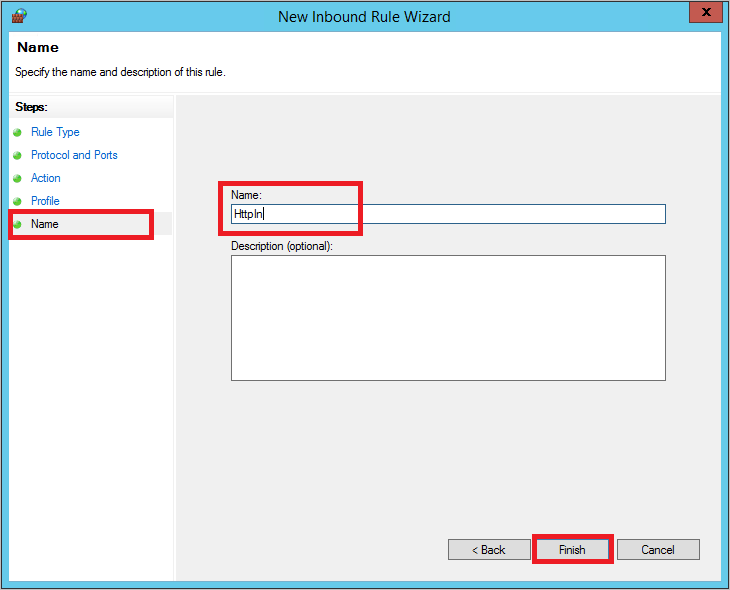 New Inbound Rule Wizard
X
Name
Specify the name and description of this rule.
Steps:
Rule Type
Protocol and Ports
Action
Profile
Name
Name:
HttpIn
Description (optional):
< Back
Finish
Cancel